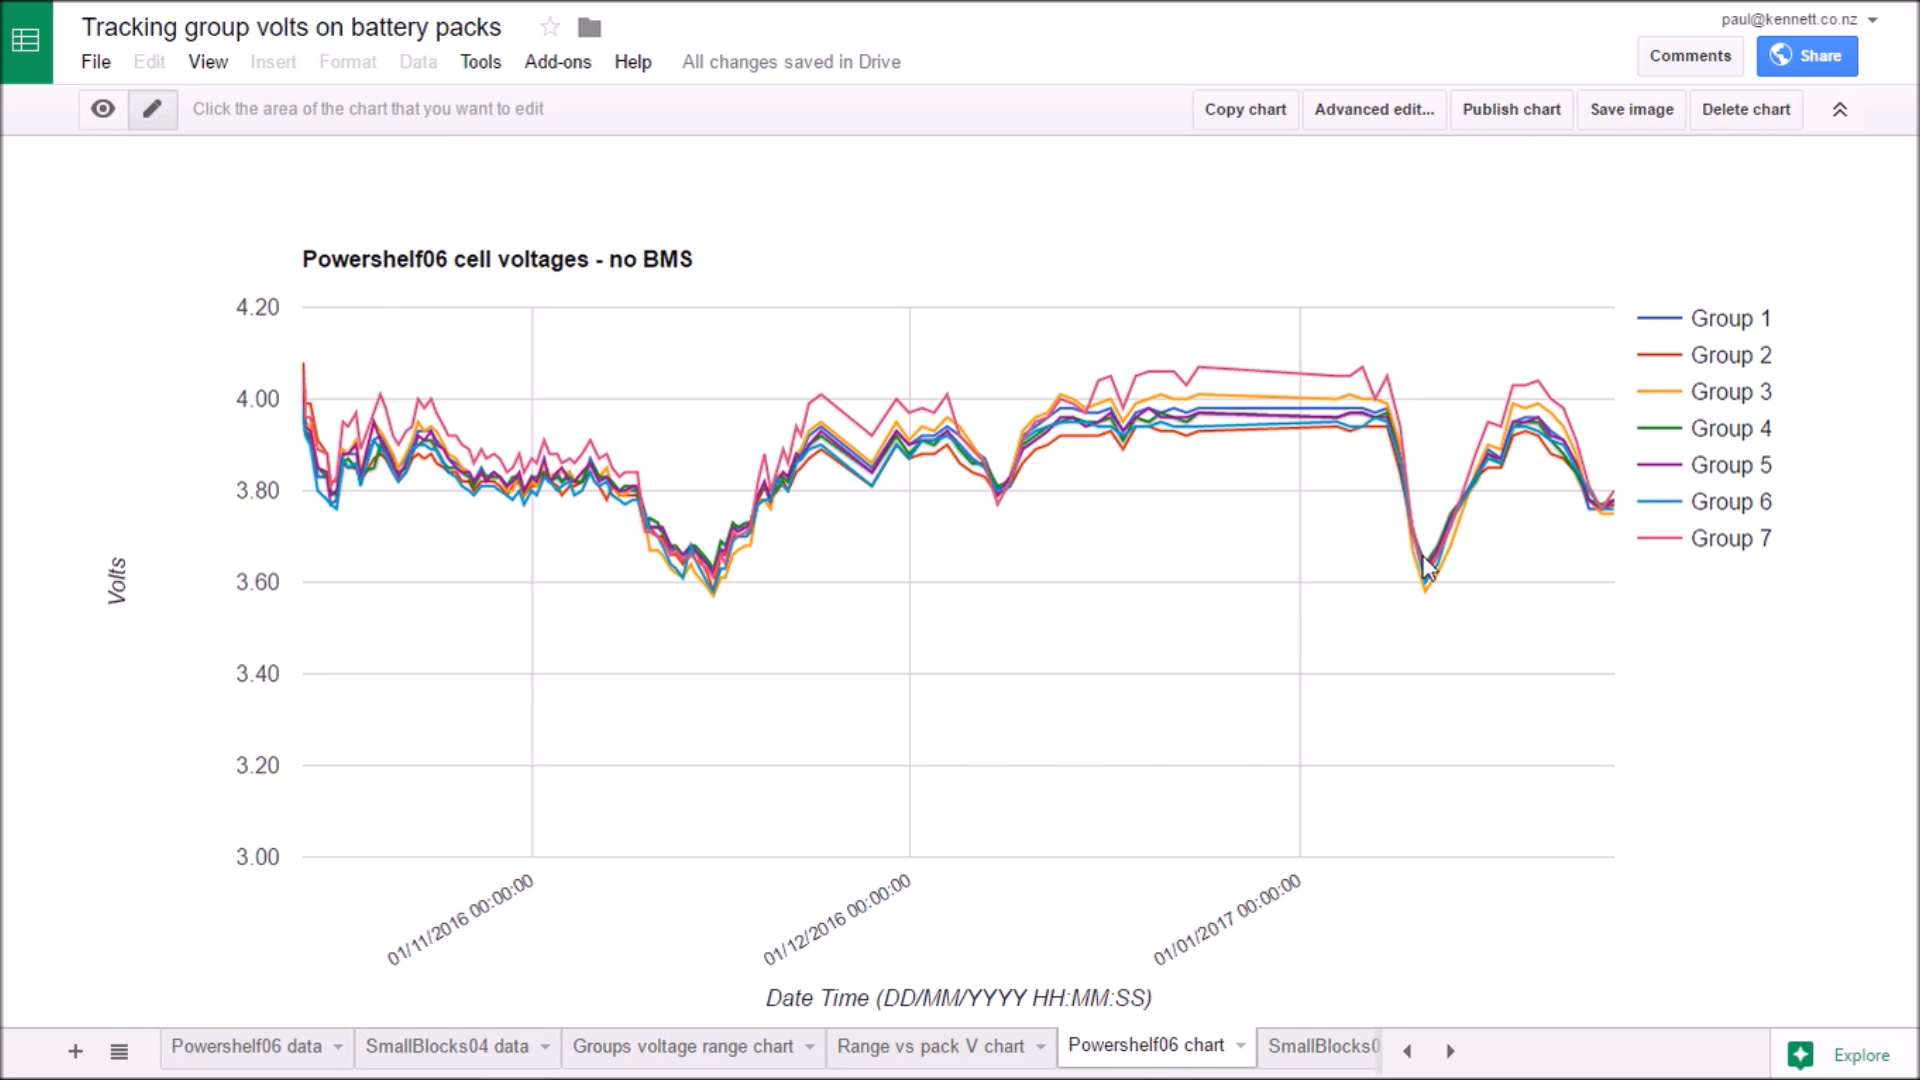 Tracking group volts on battery packs
paul@kennett.co.nz
File Edit View Insert Format Data Tools Add-ons Help All changes saved in Drive
Comments
Share
Click the area of the chart that you want to edit
Copy chart
Advanced edit...
Publish chart
Save image
Delete chart
Powershelf06 cell voltages - no BMS
4.20
4.00
3.80
3.60
3.40
3.20
3.00
Volts
Group 1
Group 2
Group 3
Group 4
Group 5
Group 6
Group 7
01/11/2016 00:00:00
01/12/2016 00:00:00
01/01/2017 00:00:00
Date Time (DD/MM/YYYY HH:MM:SS)
Powershelf06 data
SmallBlocks04 data
Groups voltage range chart
Range vs pack V chart
Powershelf06 chart
SmallBlocks0
Explore